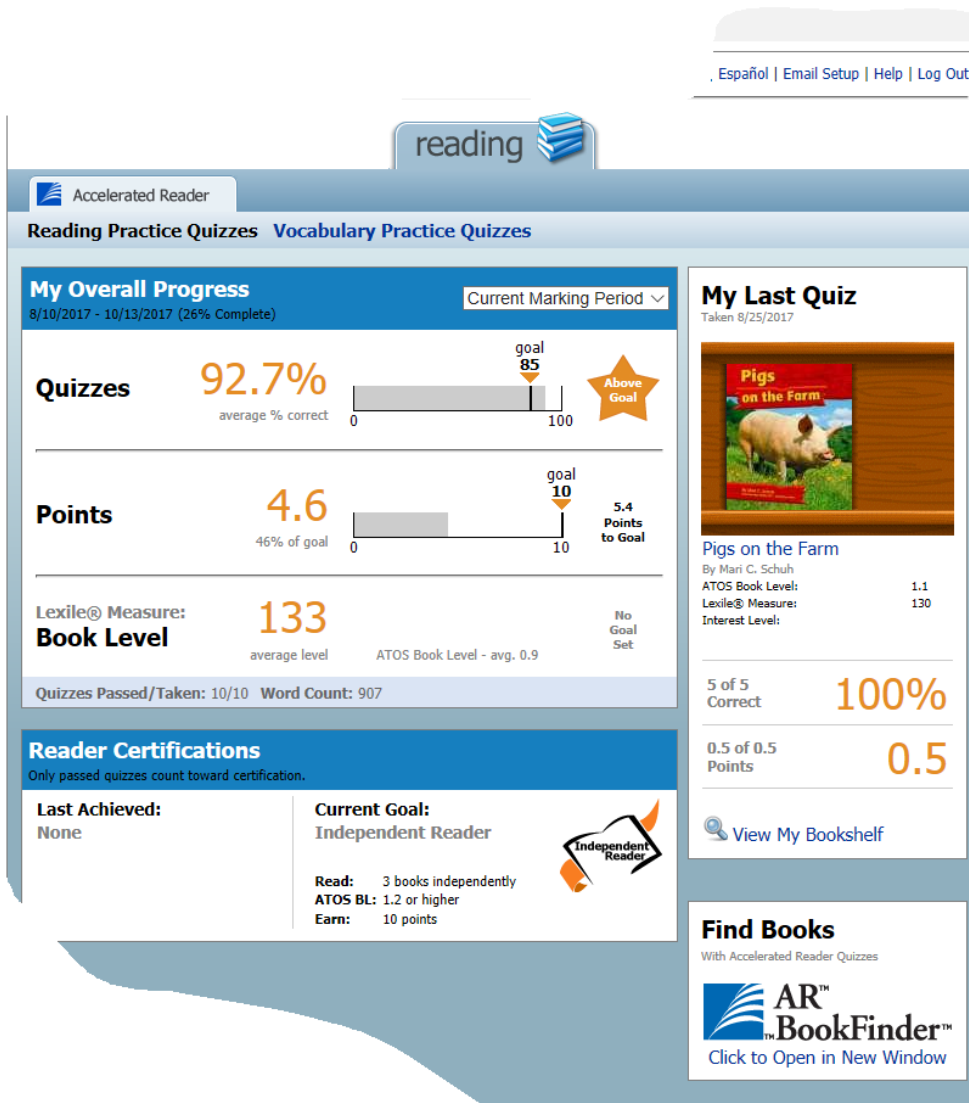 Español | Email Setup | Help | Log Out
reading
Accelerated Reader
Reading Practice Quizzes Vocabulary Practice Quizzes
My Overall Progress
8/10/2017 - 10/13/2017 (26% Complete)
Current Marking Period
Quizzes
92.7%
average % correct
goal
85
0 100
Above
Goal
Points
4.6
46% of goal
goal
10
0 10
5.4
Points
to Goal
Lexile® Measure:
Book Level
133
average level
ATOS Book Level - avg. 0.9
No
Goal
Set
Quizzes Passed/Taken: 10/10 Word Count: 907
Reader Certifications
Only passed quizzes count toward certification.
Last Achieved:
None
Current Goal:
Independent Reader
Read: 3 books independently
ATOS BL: 1.2 or higher
Earn: 10 points
Independent
Reader
My Last Quiz
Taken 8/25/2017
Pigs
on the Farm
Pigs on the Farm
By Mari C. Schuh
ATOS Book Level: 1.1
Lexile® Measure: 130
Interest Level:
5 of 5
Correct
100%
0.5 of 0.5
Points
0.5
View My Bookshelf
Find Books
With Accelerated Reader Quizzes
AR™
™BookFinder™
Click to Open in New Window